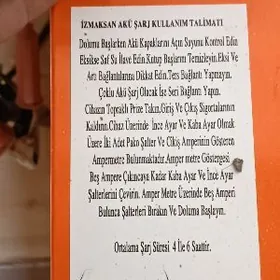 İZMAKSAN AKÜ ŞARJ KULLANIM TALİMATI
Dolumu Başlarken Akü Kapaklarını Açın Suyunu Kontrol Edin
Eksikse Saf Su İlave Edin.Kutup Başlarını Temizleyin.Eksi Ve
Artı Bağlantılarına Dikkat Edin.Ters Bağlantı Yapmayın.
Çoklu Akü Şarj Olacak İse Seri Bağlantı Yapın.
Cihazın Topraklı Prize Takın.Giriş Ve Çıkış Sigortalarının
Kaldırın.Cihaz Üzerinde İnce Ayar Ve Kaba Ayar Olmak
Üzere İki Adet Pako Şalter Ve Çıkış Amperinin Gösteren
Ampermetre Bulunmaktadır.Amper metre Göstergesi
Beş Ampere Çıkıncaya Kadar Kaba Ayar Ve İnce Ayar
Şalterlerini Çevirin. Amper Metre Üzerinde Beş Amperi
Bulunca Şalterleri Bırakın Ve Dolumu Başlayın.
Ortalama Şarj Süresi 4 İle 6 Saattir.